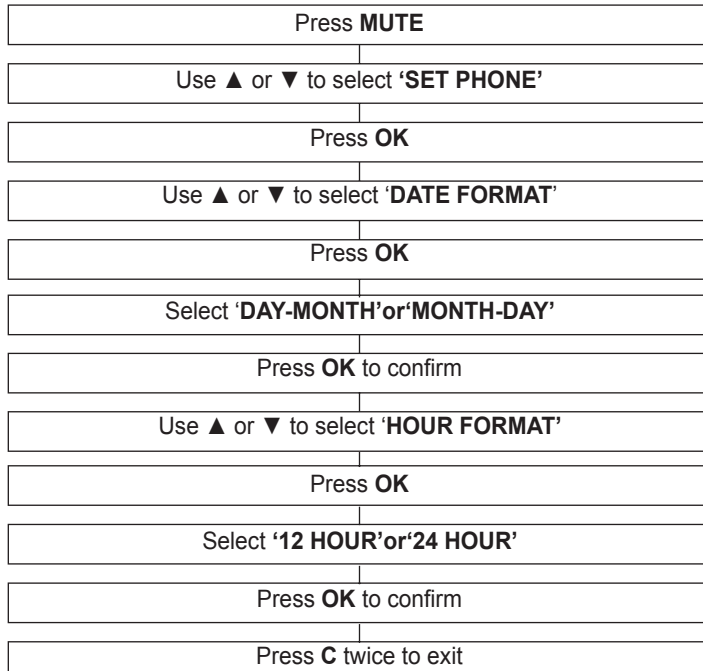 Press MUTE
Use ▲ or ▼ to select ‘SET PHONE’
Press OK
Use ▲ or ▼ to select ‘DATE FORMAT’
Press OK
Select ‘DAY-MONTH’or‘MONTH-DAY’
Press OK to confirm
Use ▲ or ▼ to select ‘HOUR FORMAT’
Press OK
Select ‘12 HOUR’or‘24 HOUR’
Press OK to confirm
Press C twice to exit